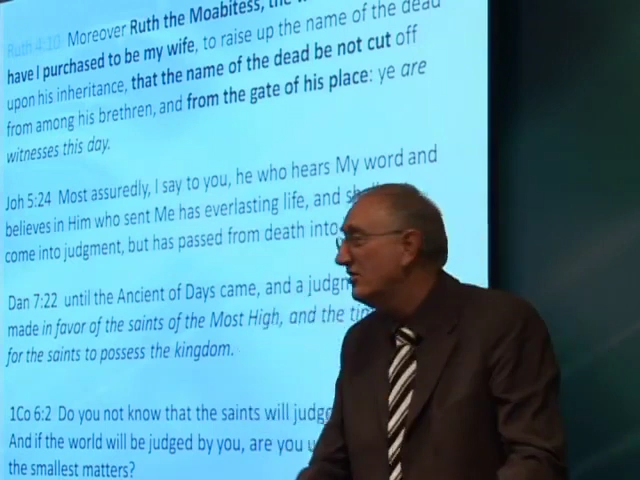 Ruth 4:10 Moreover Ruth the Moabitess, the
have I purchased to be my wife, to raise up the name of the dead
upon his inheritance, that the name of the dead be not cut off
from among his brethren, and from the gate of his place: ye are
witnesses this day.
Joh 5:24 Most assuredly, I say to you, he who hears My word and
believes in Him who sent Me has everlasting life, and
come into judgment, but has passed from death into
Dan 7:22 until the Ancient of Days came, and a
made in favor of the saints of the Most High, and the
for the saints to possess the kingdom.
1Co 6:2 Do you not know that the saints will
And if the world will be judged by you, are you
the smallest matters?